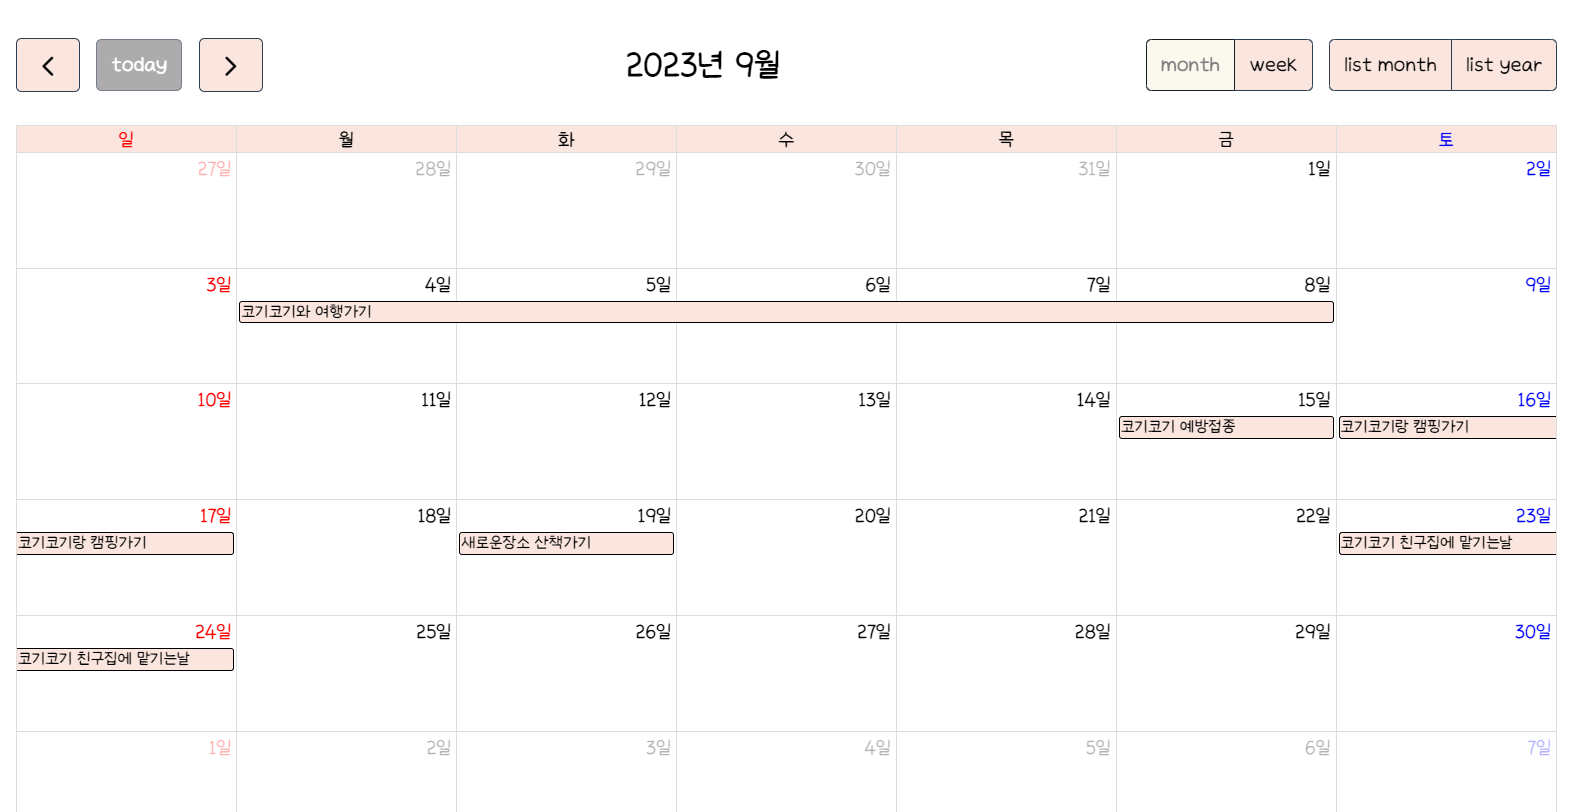 today
2023년 9월
month week list month list year
일 월 화 수 목 금 토
27일 28일 29일 30일 31일 1일 2일
3일 4일 5일 6일 7일 8일 9일
코기코기와 여행가기
10일 11일 12일 13일 14일 15일 16일
코기코기 예방접종 코기코기랑 캠핑가기
17일 18일 19일 20일 21일 22일 23일
코기코기랑 캠핑가기 새로운장소 산책가기 코기코기 친구집에 맡기는날
24일 25일 26일 27일 28일 29일 30일
코기코기 친구집에 맡기는날
1일 2일 3일 4일 5일 6일 7일